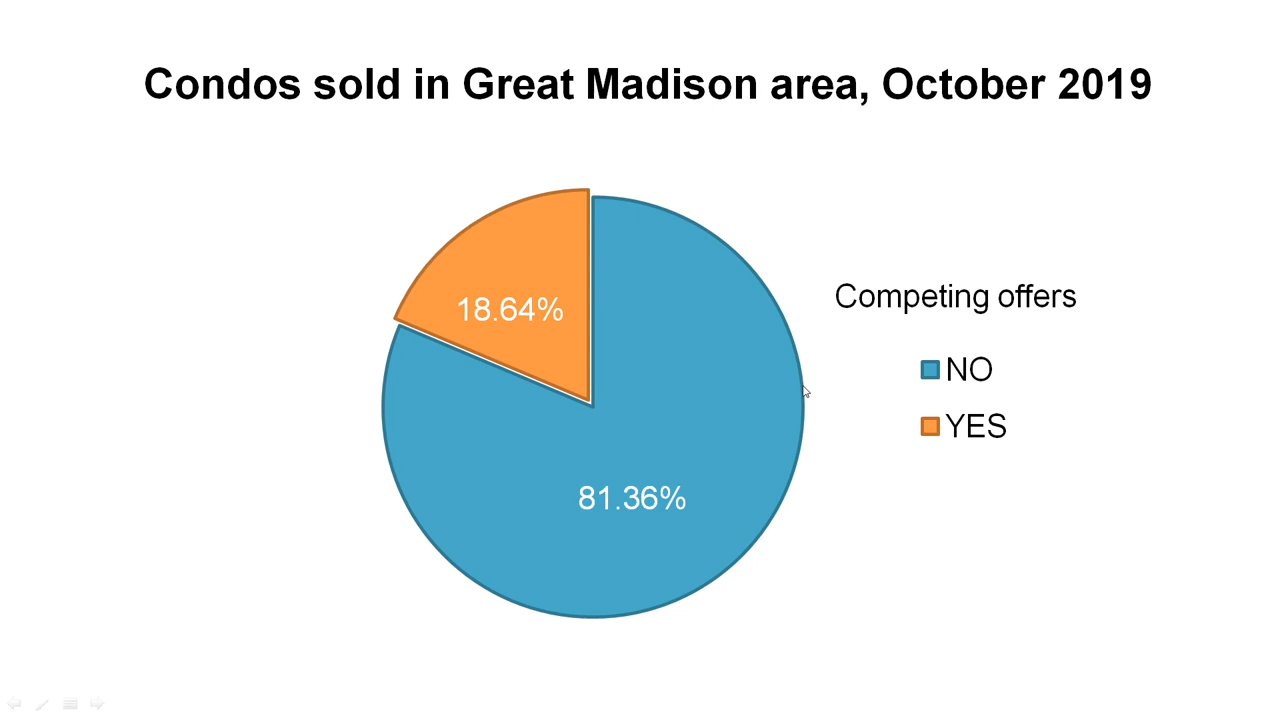 Condos sold in Great Madison area, October 2019
18.64%
81.36%
Competing offers
NO
YES